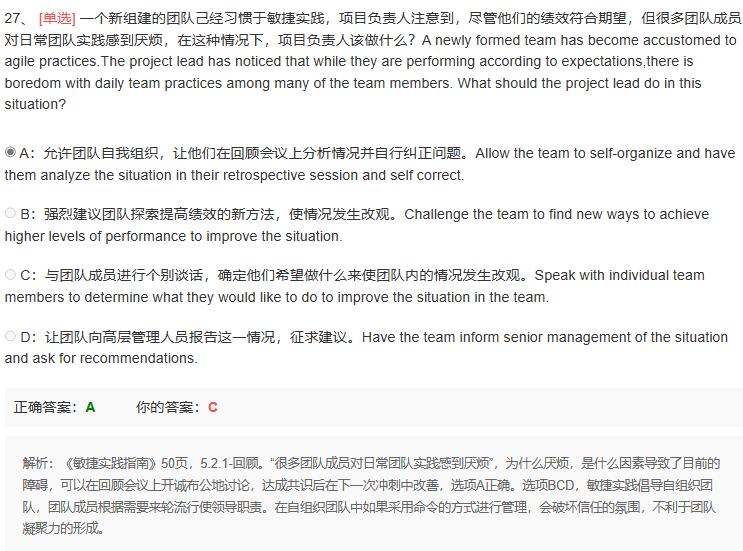 27、 [单选] 一个新组建的团队己经习惯于敏捷实践，项目负责人注意到，尽管他们的绩效符合期望，但很多团队成员
对日常团队实践感到厌烦，在这种情况下，项目负责人该做什么？A newly formed team has become accustomed to
agile practices.The project lead has noticed that while they are performing according to expectations,there is
boredom with daily team practices among many of the team members. What should the project lead do in this
situation?
A：允许团队自我组织，让他们在回顾会议上分析情况并自行纠正问题。Allow the team to self-organize and have
them analyze the situation in their retrospective session and self correct.
B：强烈建议团队探索提高绩效的新方法，使情况发生改观。Challenge the team to find new ways to achieve
higher levels of performance to improve the situation.
C：与团队成员进行个别谈话，确定他们希望做什么来使团队内的情况发生改观。Speak with individual team
members to determine what they would like to do to improve the situation in the team.
D：让团队向高层管理人员报告这一情况，征求建议。Have the team inform senior management of the situation
and ask for recommendations.
正确答案：A 你的答案：C
解析：《敏捷实践指南》50页，5.2.1-回顾。“很多团队成员对日常团队实践感到厌烦”，为什么厌烦，是什么因素导致了目前的
障碍，可以在回顾会议上开诚布公地讨论，达成共识后在下一次冲刺中改善，选项A正确。选项BCD，敏捷实践倡导自组织团
队，团队成员根据需要来轮流行使领导职责。在自组织团队中如果采用命令的方式进行管理，会破坏信任的氛围，不利于团队
凝聚力的形成。